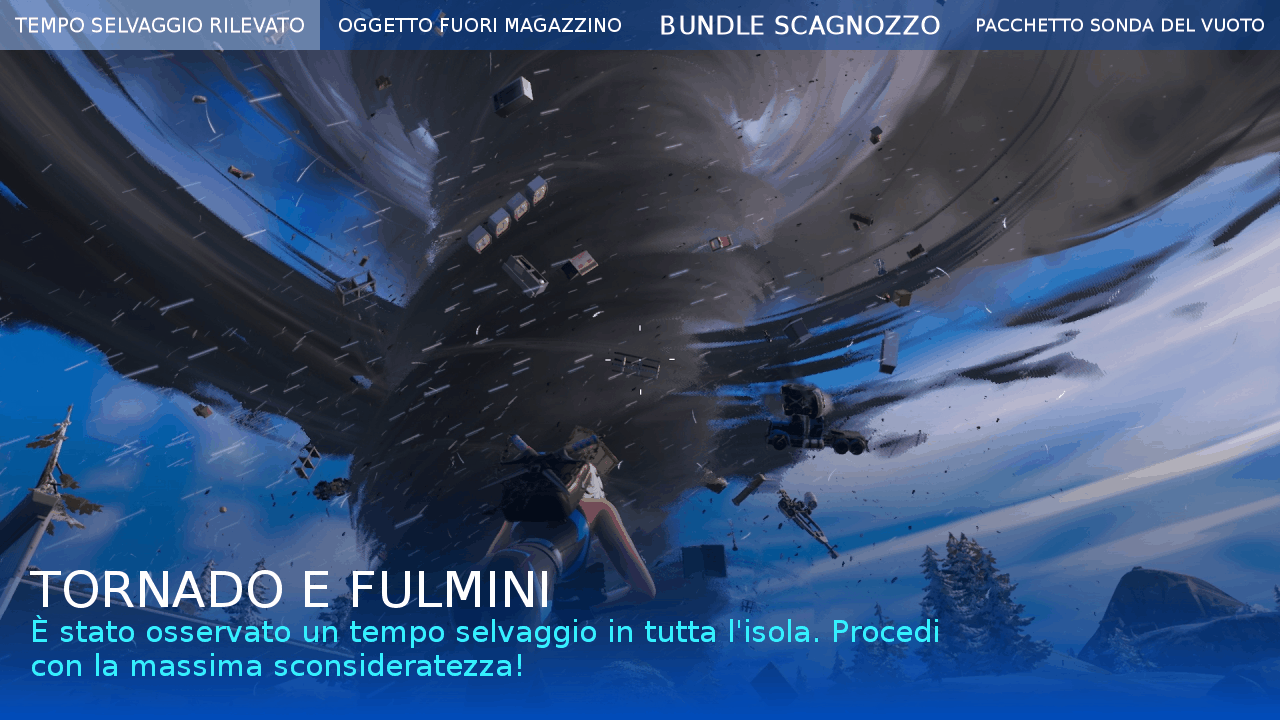 TEMPO SELVAGGIO RILEVATO
OGGETTO FUORI MAGAZZINO
BUNDLE SCAGNOZZO
PACCHETTO SONDA DEL VUOTO
TORNADO E FULMINI
È stato osservato un tempo selvaggio in tutta l'isola. Procedi
con la massima sconsideratezza!